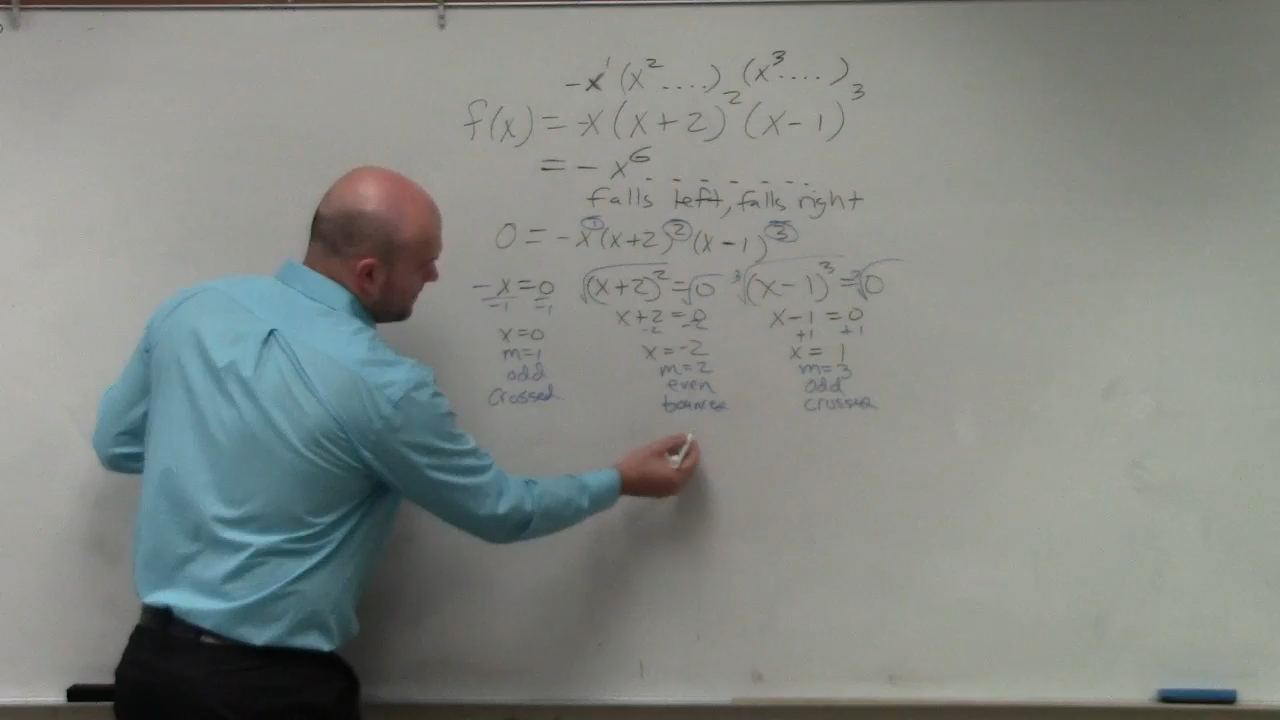 -x¹ (x² ....) (x³ ....)
f(x) = -x(x+2)² (x-1)³
= -x⁶ - - - - - -
falls left, falls right
0 = -x¹(x+2)²(x-1)³
-x=0 √(x+2)² = √0 ³√(x-1)³ = ³√0
-1 -1 x+2=0 x-1=0
-2 -2 +1 +1
x=0 x=-2 x= 1
m=1 m=2 m=3
odd even odd
crossed bounces crosses